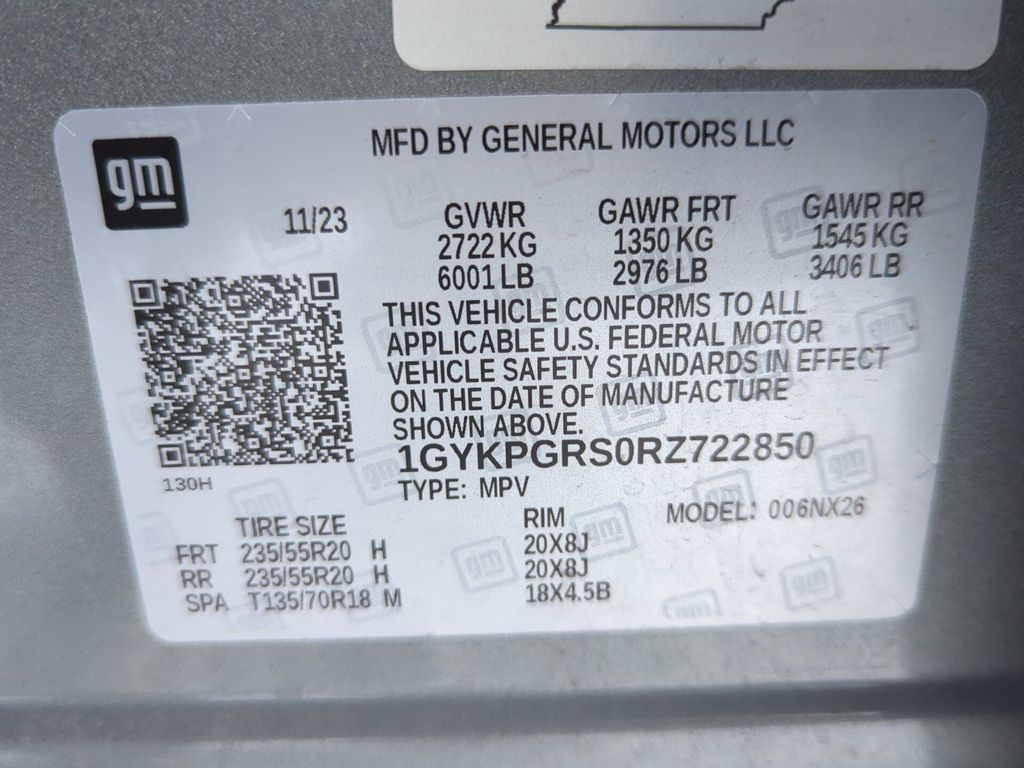 gm
MFD BY GENERAL MOTORS LLC
11/23 GVWR GAWR FRT GAWR RR
2722 KG 1350 KG 1545 KG
6001 LB 2976 LB 3406 LB
THIS VEHICLE CONFORMS TO ALL
APPLICABLE U.S. FEDERAL MOTOR
VEHICLE SAFETY STANDARDS IN EFFECT
ON THE DATE OF MANUFACTURE
SHOWN ABOVE.
1GYKPGRS0RZ722850
130H
TYPE: MPV
MODEL: 006NX26
TIRE SIZE RIM
FRT 235/55R20 H 20X8J
RR 235/55R20 H 20X8J
SPA T135/70R18 M 18X4.5B